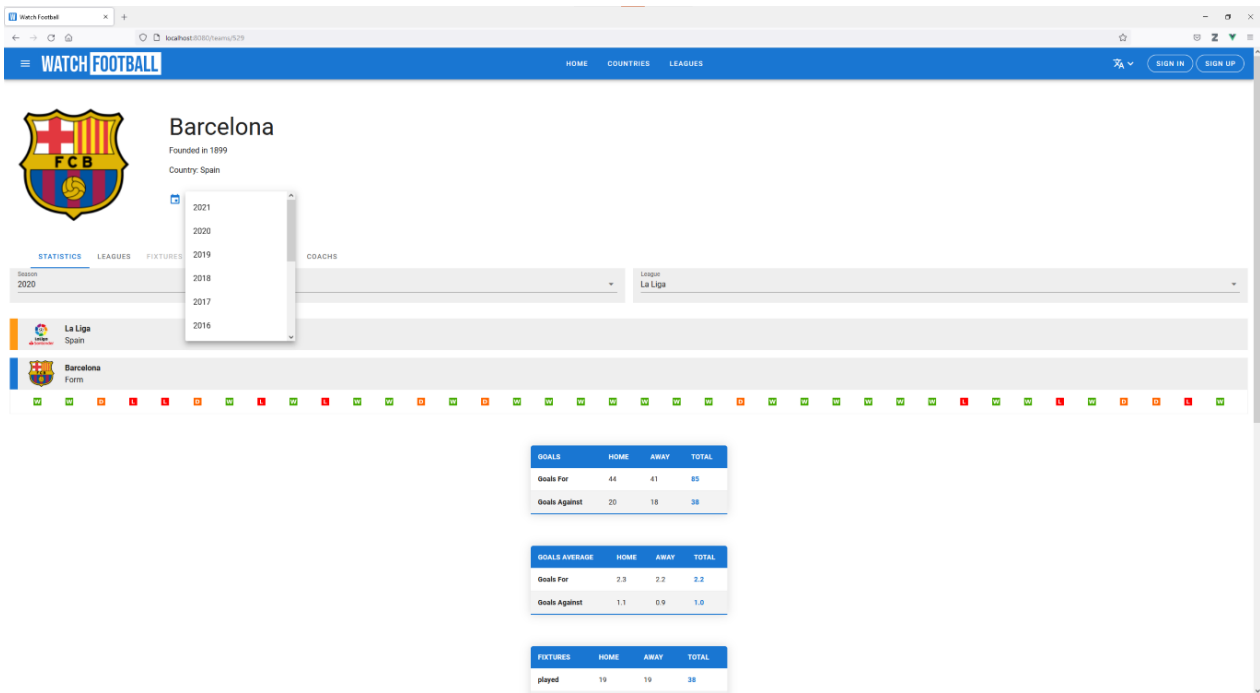 Watch Football
localhost:8080/teams/529
WATCH FOOTBALL
HOME COUNTRIES LEAGUES
SIGN IN SIGN UP
FCB
Barcelona
Founded in 1899
Country: Spain
2021
2020
2019
2018
2017
2016
STATISTICS LEAGUES FIXTURES COACHS
Season
2020
League
La Liga
La Liga
Spain
Barcelona
Form
W W D L L D W L W L W W D W D W W W W W W W D W W W W W W L W W L W D D L W
GOALS HOME AWAY TOTAL
Goals For 44 41 85
Goals Against 20 18 38
GOALS AVERAGE HOME AWAY TOTAL
Goals For 2.3 2.2 2.2
Goals Against 1.1 0.9 1.0
FIXTURES HOME AWAY TOTAL
played 19 19 38